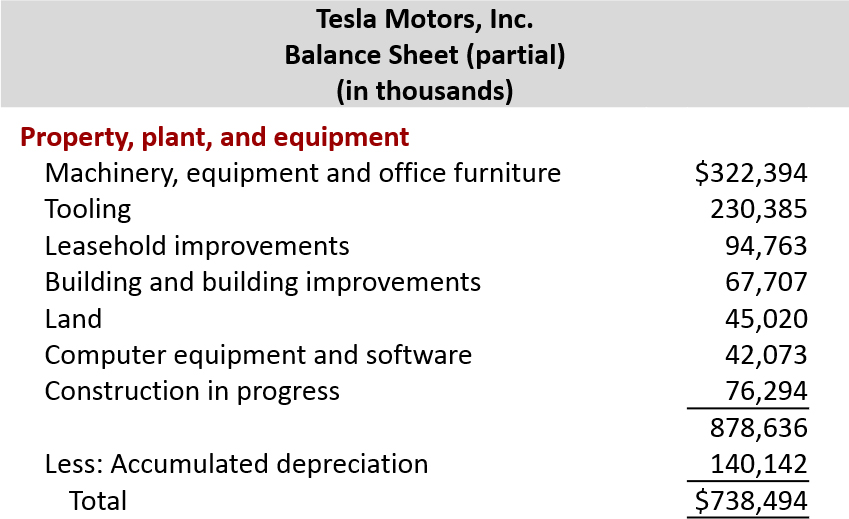 Tesla Motors, Inc.
Balance Sheet (partial)
(in thousands)
Property, plant, and equipment
Machinery, equipment and office furniture $322,394
Tooling 230,385
Leasehold improvements 94,763
Building and building improvements 67,707
Land 45,020
Computer equipment and software 42,073
Construction in progress 76,294
878,636
Less: Accumulated depreciation 140,142
Total $738,494